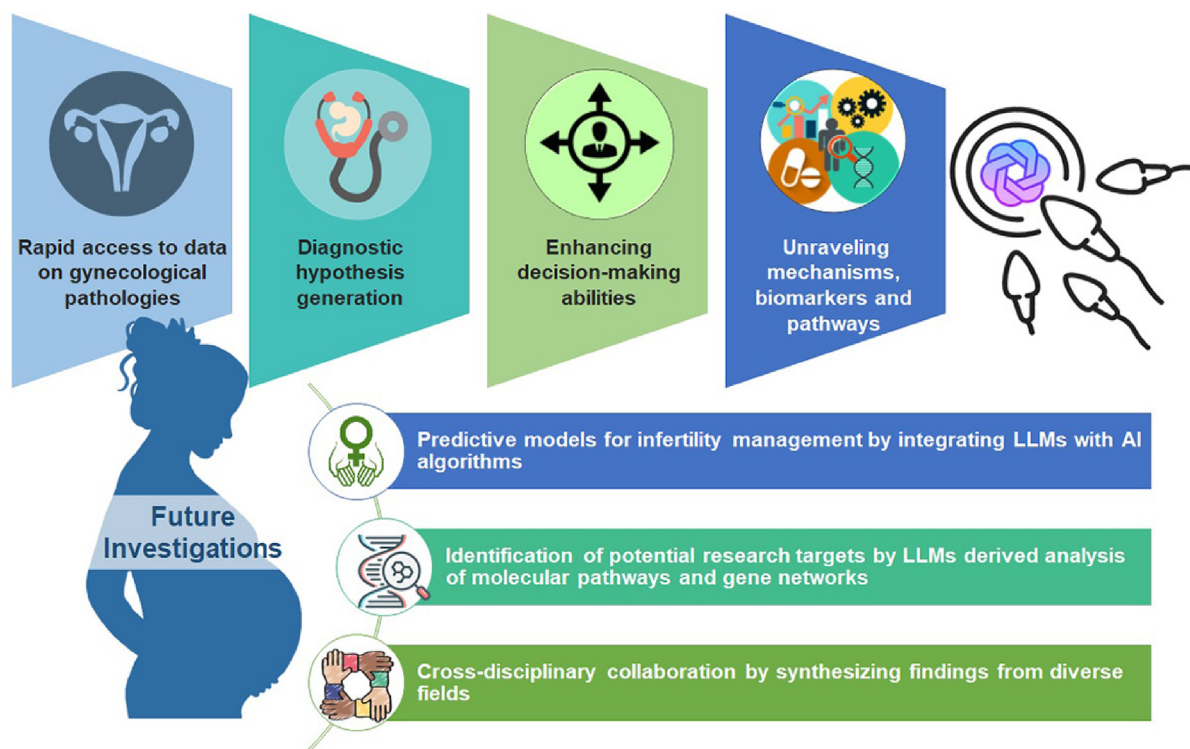 Rapid access to data
on gynecological
pathologies
Diagnostic
hypothesis
generation
Enhancing
decision-making
abilities
Unraveling
mechanisms,
biomarkers and
pathways
Future
Investigations
Predictive models for infertility management by integrating LLMs with AI
algorithms
Identification of potential research targets by LLMs derived analysis
of molecular pathways and gene networks
Cross-disciplinary collaboration by synthesizing findings from diverse
fields